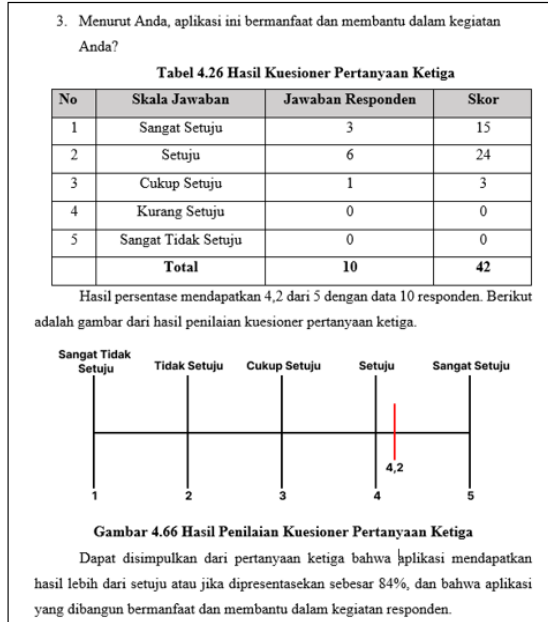 3. Menurut Anda, aplikasi ini bermanfaat dan membantu dalam kegiatan
Anda?
Tabel 4.26 Hasil Kuesioner Pertanyaan Ketiga
No Skala Jawaban Jawaban Responden Skor
1 Sangat Setuju 3 15
2 Setuju 6 24
3 Cukup Setuju 1 3
4 Kurang Setuju 0 0
5 Sangat Tidak Setuju 0 0
Total 10 42
Hasil persentase mendapatkan 4,2 dari 5 dengan data 10 responden. Berikut
adalah gambar dari hasil penilaian kuesioner pertanyaan ketiga.
Sangat Tidak
Setuju Tidak Setuju Cukup Setuju Setuju Sangat Setuju
4,2
1 2 3 4 5
Gambar 4.66 Hasil Penilaian Kuesioner Pertanyaan Ketiga
Dapat disimpulkan dari pertanyaan ketiga bahwa aplikasi mendapatkan
hasil lebih dari setuju atau jika dipresentasekan sebesar 84%, dan bahwa aplikasi
yang dibangun bermanfaat dan membantu dalam kegiatan responden.